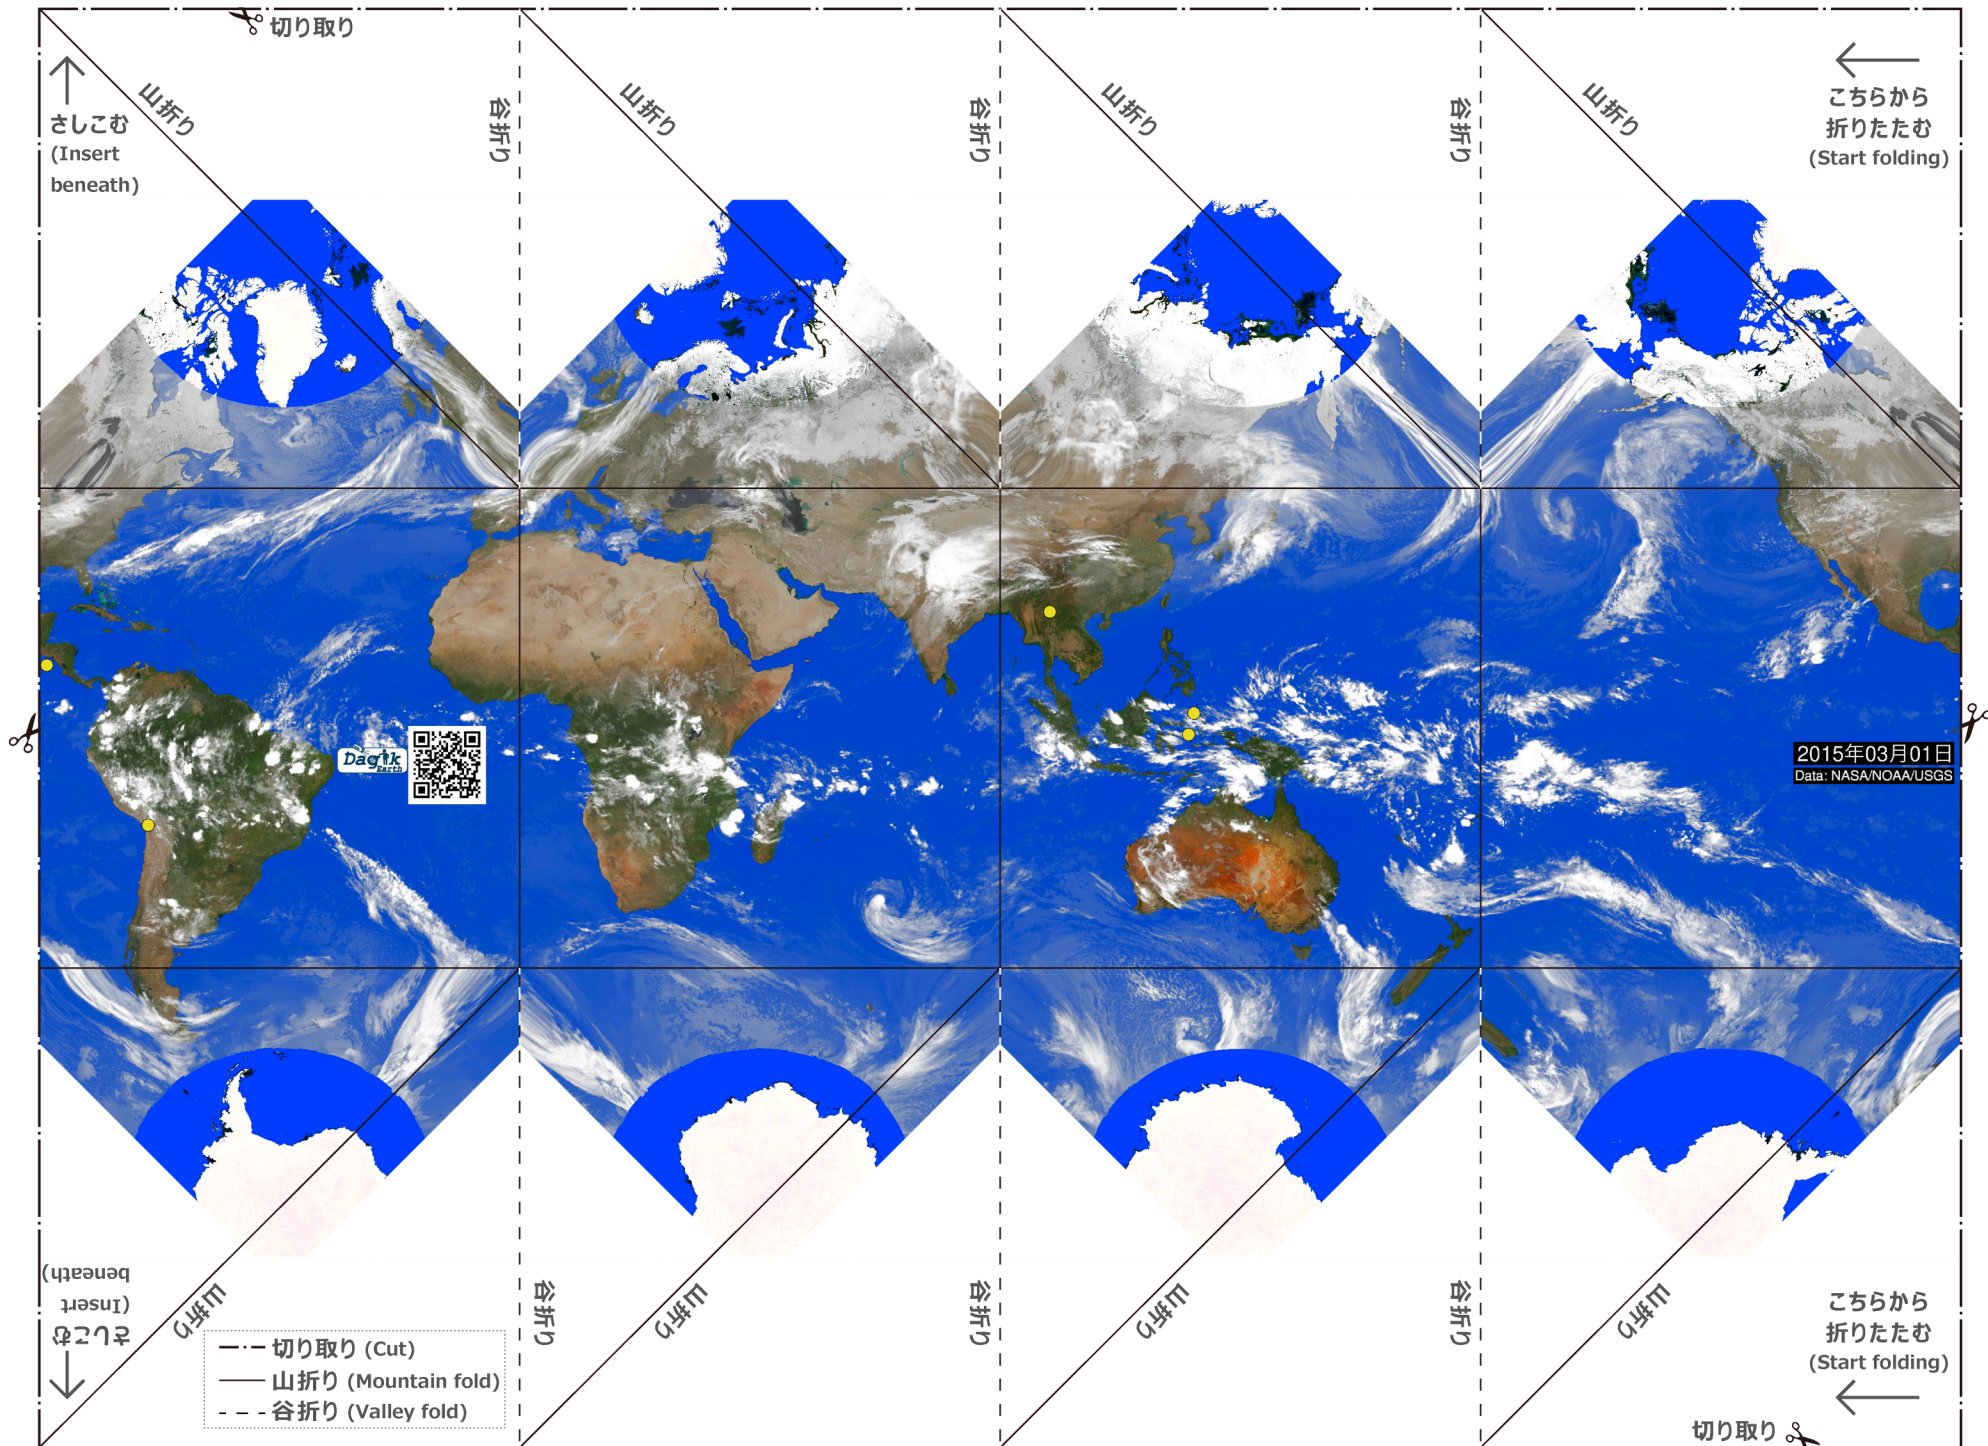 切り取り
山折り
谷折り
山折り
谷折り
山折り
谷折り
山折り
さしこむ
(Insert
beneath)
こちらから
折りたたむ
(Start folding)
Dagik
Earth
2015年03月01日
Data: NASA/NOAA/USGS
さしこむ
(Insert
beneath)
山折り
谷折り
山折り
谷折り
山折り
谷折り
山折り
こちらから
折りたたむ
(Start folding)
切り取り (Cut)
山折り (Mountain fold)
谷折り (Valley fold)
切り取り